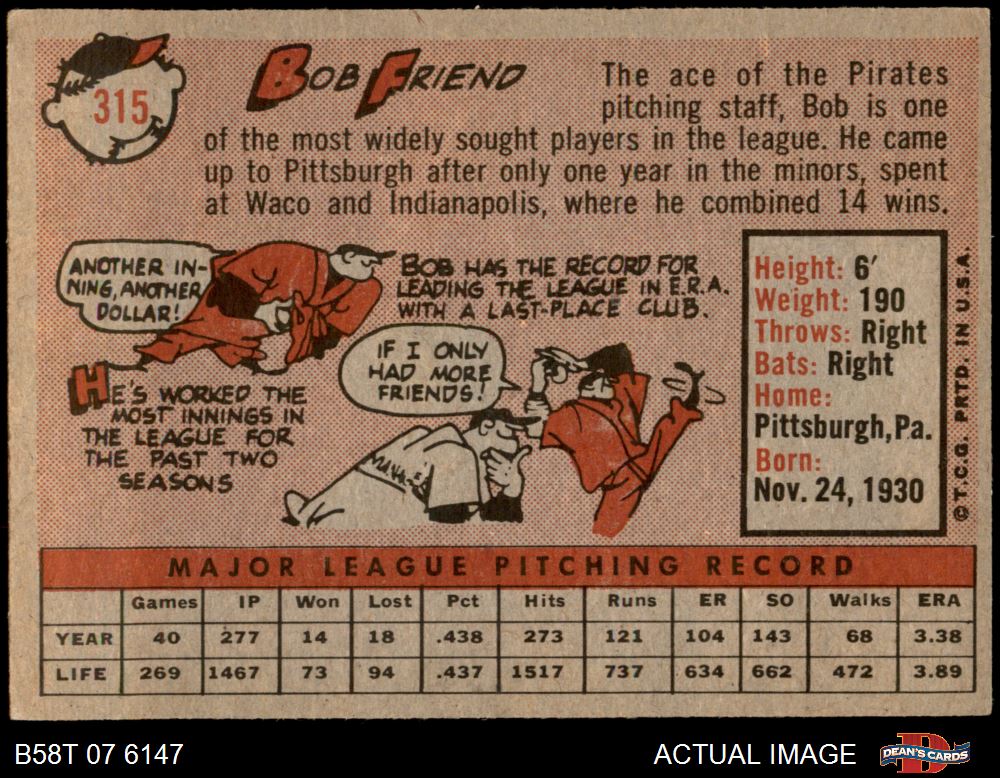 315
BOB FRIEND
The ace of the Pirates
pitching staff, Bob is one
of the most widely sought players in the league. He came
up to Pittsburgh after only one year in the minors, spent
at Waco and Indianapolis, where he combined 14 wins.
ANOTHER IN-
NING, ANOTHER
DOLLAR!
BOB HAS THE RECORD FOR
LEADING THE LEAGUE IN E.R.A.
WITH A LAST-PLACE CLUB.
HE'S WORKED THE
MOST INNINGS IN
THE LEAGUE FOR
THE PAST TWO
SEASONS
IF I ONLY
HAD MORE
FRIENDS!
Height: 6'
Weight: 190
Throws: Right
Bats: Right
Home:
Pittsburgh, Pa.
Born:
Nov. 24, 1930
© T.C.G. PRTD. IN U.S.A.
MAJOR LEAGUE PITCHING RECORD
Games IP Won Lost Pct Hits Runs ER SO Walks ERA
YEAR 40 277 14 18 .438 273 121 104 143 68 3.38
LIFE 269 1467 73 94 .437 1517 737 634 662 472 3.89
B58T 07 6147
ACTUAL IMAGE
D
DEAN'S CARDS